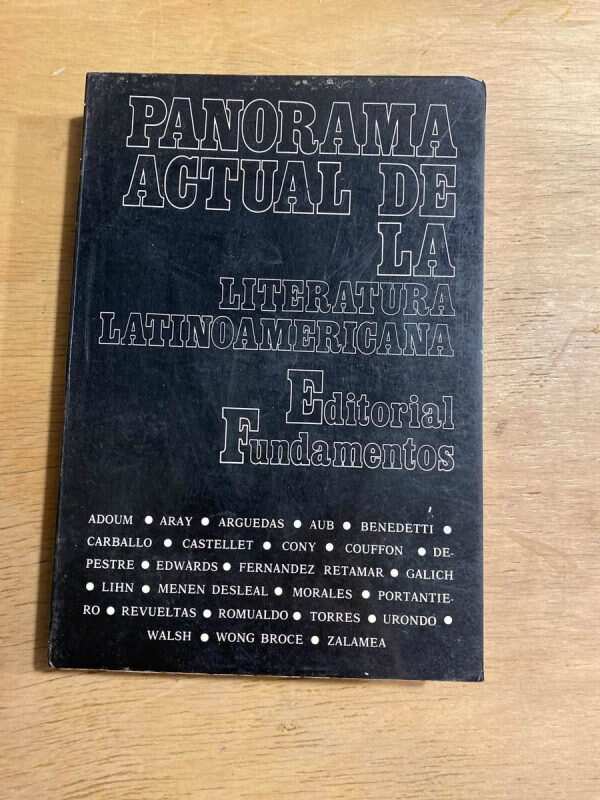 PANORAMA
ACTUAL DE
LA
LITERATURA
LATINOAMERICANA
Editorial
Fundamentos
ADOUM ● ARAY ● ARGUEDAS ● AUB ● BENEDETTI ●
CARBALLO ● CASTELLET ● CONY ● COUFFON ● DE-
PESTRE ● EDWARDS ● FERNANDEZ RETAMAR ● GALICH
● LIHN ● MENEN DESLEAL ● MORALES ● PORTANTIE-
RO ● REVUELTAS ● ROMUALDO ● TORRES ● URONDO ●
WALSH ● WONG BROCE ● ZALAMEA